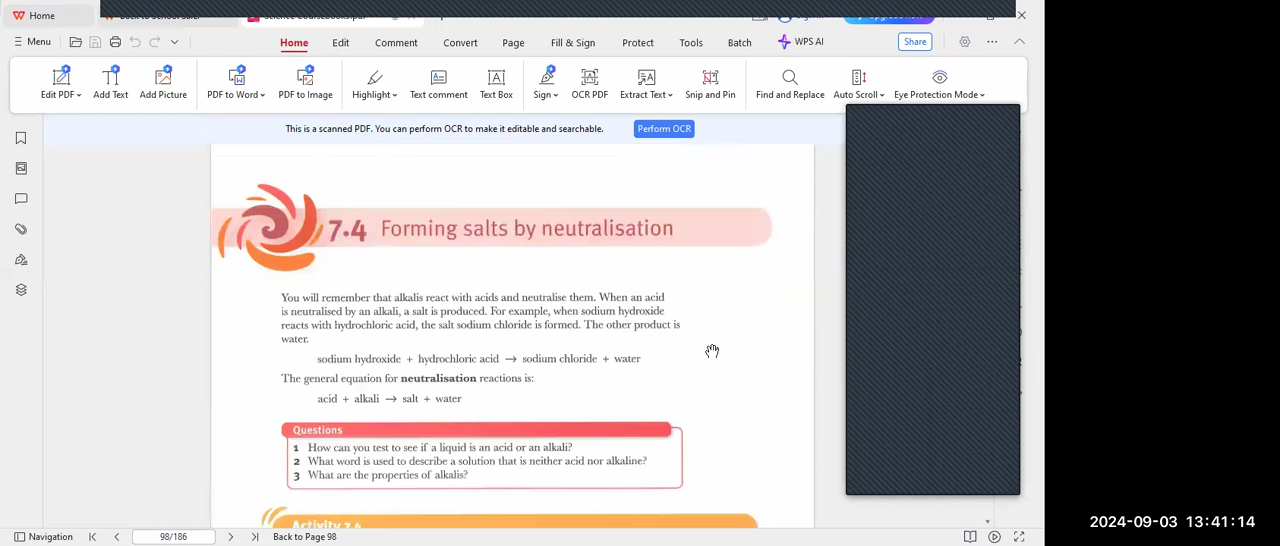 Home
Menu
Home Edit Comment Convert Page Fill & Sign Protect Tools Batch WPS AI Share
Edit PDF Add Text Add Picture PDF to Word PDF to Image Highlight Text comment Text Box Sign OCR PDF Extract Text Snip and Pin Find and Replace Auto Scroll Eye Protection Mode
This is a scanned PDF. You can perform OCR to make it editable and searchable. Perform OCR
7.4 Forming salts by neutralisation
You will remember that alkalis react with acids and neutralise them. When an acid
is neutralised by an alkali, a salt is produced. For example, when sodium hydroxide
reacts with hydrochloric acid, the salt sodium chloride is formed. The other product is
water.
sodium hydroxide + hydrochloric acid → sodium chloride + water
The general equation for neutralisation reactions is:
acid + alkali → salt + water
Questions
1 How can you test to see if a liquid is an acid or an alkali?
2 What word is used to describe a solution that is neither acid nor alkaline?
3 What are the properties of alkalis?
Activity 7.4
Navigation 98/186 Back to Page 98
2024-09-03 13:41:14